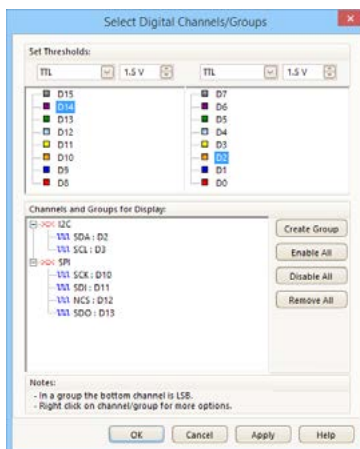 Select Digital Channels/Groups
Set Thresholds:
TTL 1.5 V TTL 1.5 V
D15
D14
D13
D12
D11
D10
D9
D8
D7
D6
D5
D4
D3
D2
D1
D0
Channels and Groups for Display:
I2C
SDA : D2
SCL : D3
SPI
SCK : D10
SDI : D11
NCS : D12
SDO : D13
Create Group
Enable All
Disable All
Remove All
Notes:
- In a group the bottom channel is LSB.
- Right click on channel/group for more options.
OK Cancel Apply Help